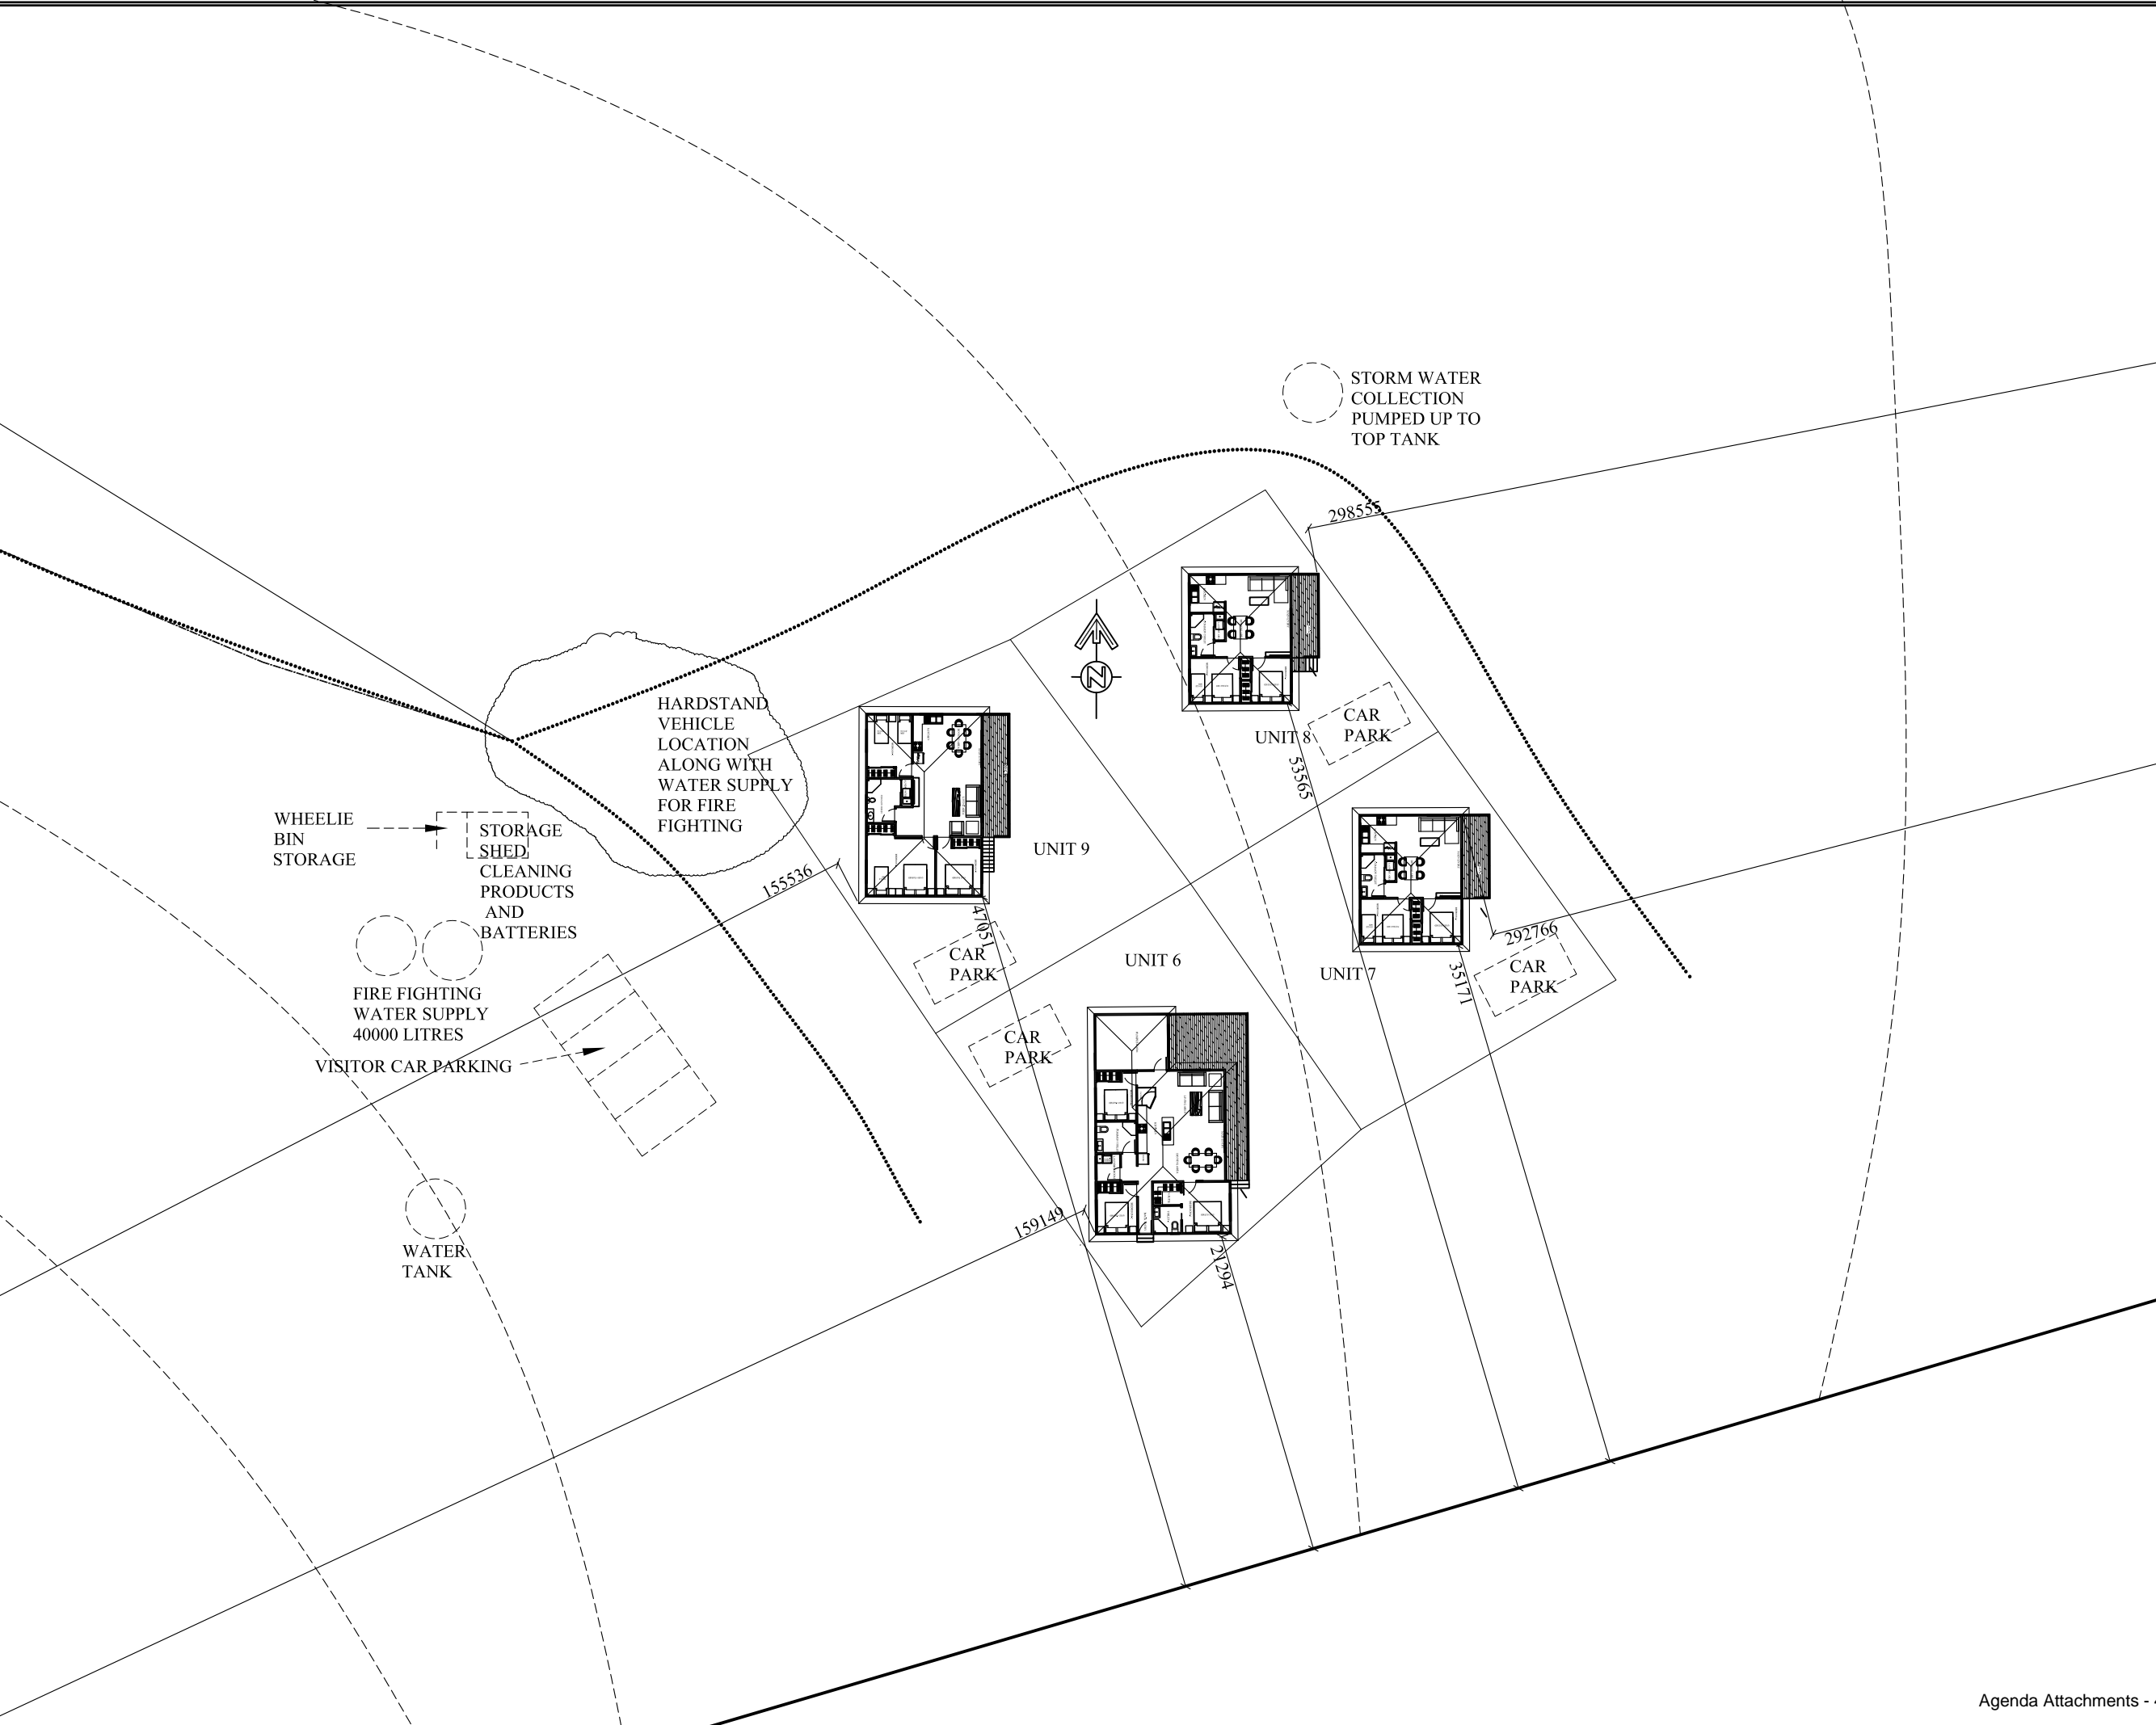 STORM WATER
COLLECTION
PUMPED UP TO
TOP TANK
298555
HARDSTAND
VEHICLE
LOCATION
ALONG WITH
WATER SUPPLY
FOR FIRE
FIGHTING
N
CAR
PARK
UNIT 8
53565
WHEELIE
BIN
STORAGE
STORAGE
SHED
CLEANING
PRODUCTS
AND
BATTERIES
155536
UNIT 9
47051
CAR
PARK
UNIT 6
UNIT 7
292766
35171
CAR
PARK
FIRE FIGHTING
WATER SUPPLY
40000 LITRES
VISITOR CAR PARKING
CAR
PARK
159149
21294
WATER
TANK
Agenda Attachments -